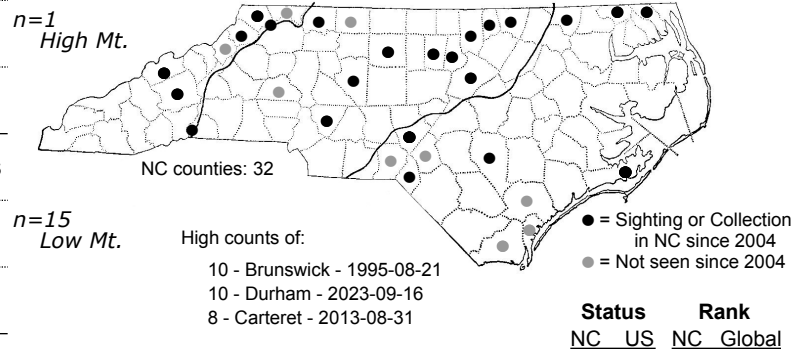 n=1
High Mt.
NC counties: 32
n=15
Low Mt.
High counts of:
10 - Brunswick - 1995-08-21
10 - Durham - 2023-09-16
8 - Carteret - 2013-08-31
● = Sighting or Collection
in NC since 2004
● = Not seen since 2004
Status Rank
NC US NC Global